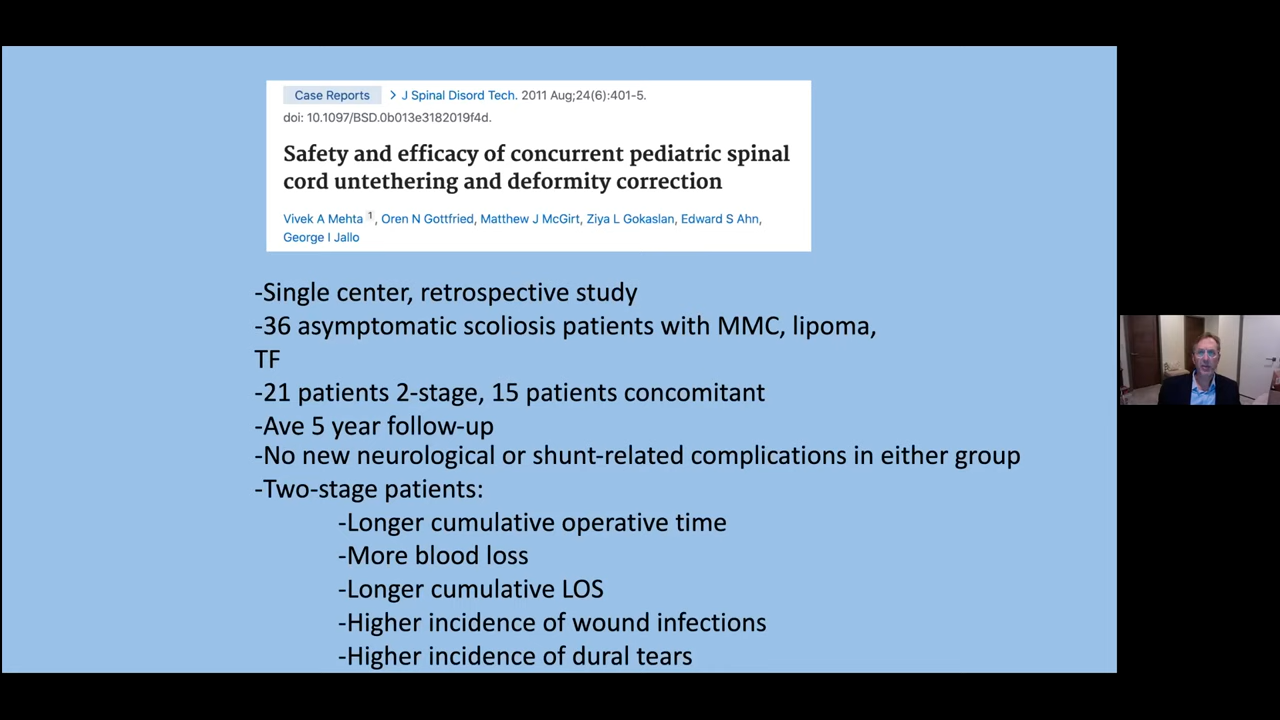 Case Reports > J Spinal Disord Tech. 2011 Aug;24(6):401-5.
doi: 10.1097/BSD.0b013e3182019f4d.
Safety and efficacy of concurrent pediatric spinal
cord untethering and deformity correction
Vivek A Mehta 1, Oren N Gottfried, Matthew J McGirt, Ziya L Gokaslan, Edward S Ahn,
George I Jallo
-Single center, retrospective study
-36 asymptomatic scoliosis patients with MMC, lipoma,
TF
-21 patients 2-stage, 15 patients concomitant
-Ave 5 year follow-up
-No new neurological or shunt-related complications in either group
-Two-stage patients:
-Longer cumulative operative time
-More blood loss
-Longer cumulative LOS
-Higher incidence of wound infections
-Higher incidence of dural tears